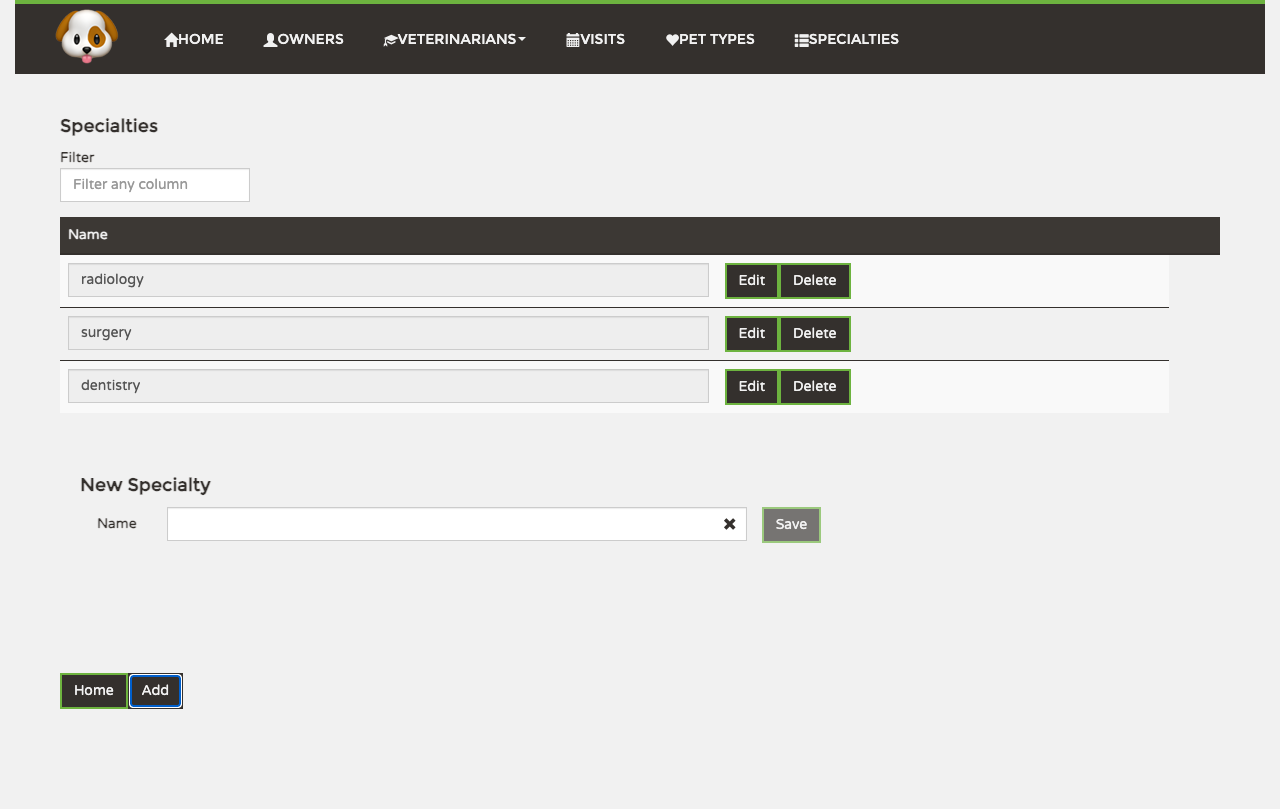 HOME OWNERS VETERINARIANS VISITS PET TYPES SPECIALTIES
Specialties
Filter
Filter any column
Name
radiology Edit Delete
surgery Edit Delete
dentistry Edit Delete
New Specialty
Name Save
Home Add